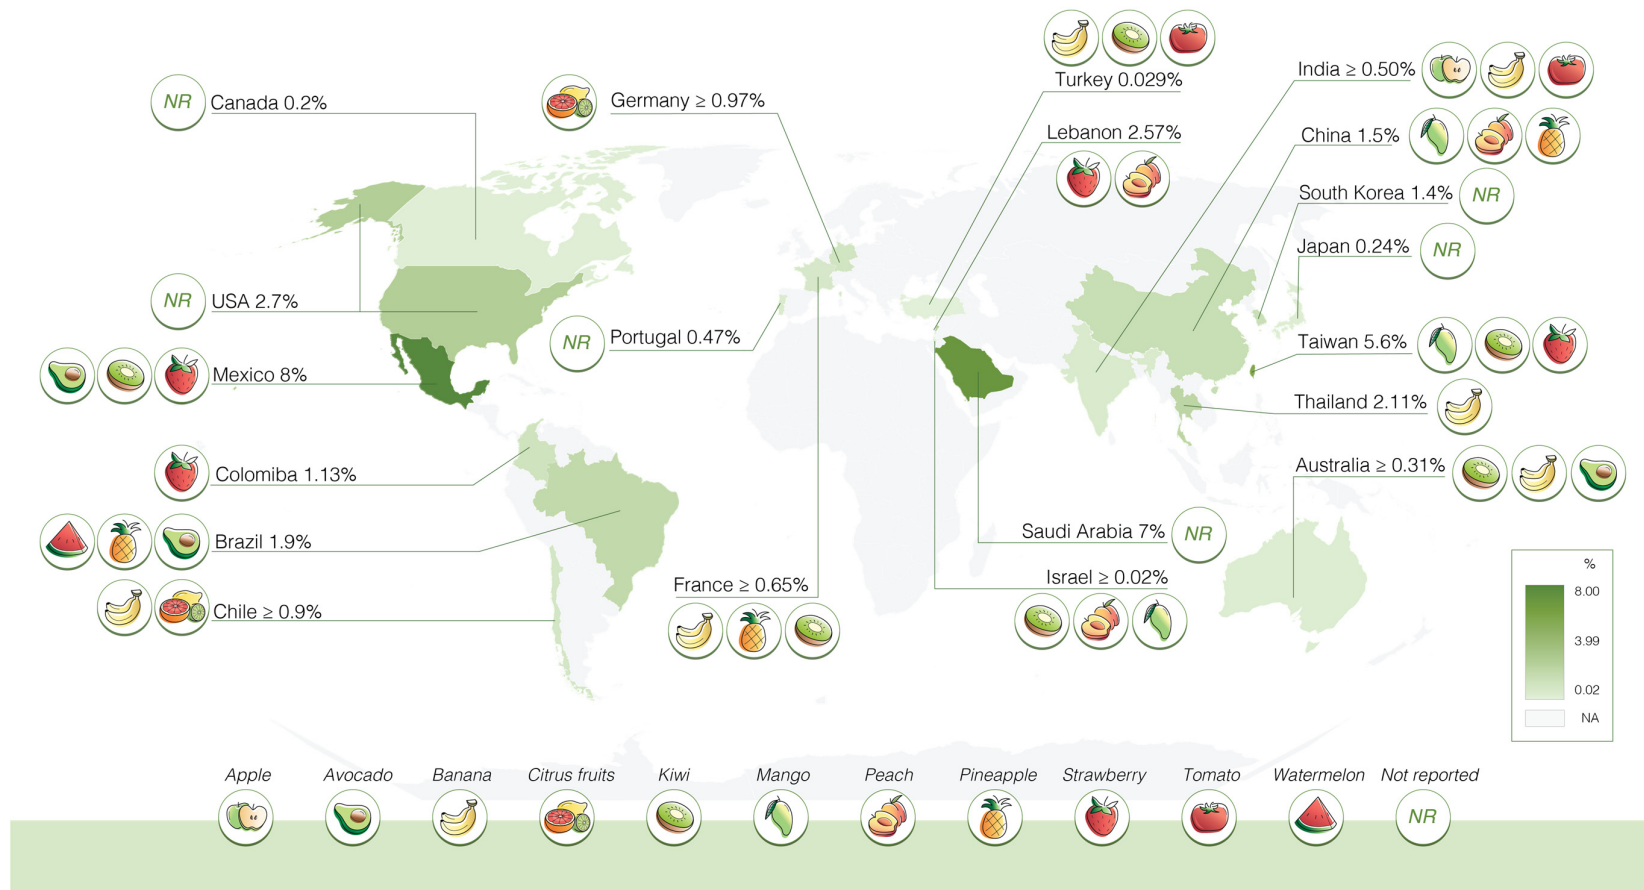 Turkey 0.029%
India ≥ 0.50%
NR Canada 0.2%
Germany ≥ 0.97%
Lebanon 2.57%
China 1.5%
South Korea 1.4% NR
Japan 0.24% NR
NR USA 2.7%
NR Portugal 0.47%
Taiwan 5.6%
Mexico 8%
Thailand 2.11%
Colomiba 1.13%
Australia ≥ 0.31%
Brazil 1.9%
Saudi Arabia 7% NR
France ≥ 0.65%
Israel ≥ 0.02%
Chile ≥ 0.9%
%
8.00
3.99
0.02
NA
Apple Avocado Banana Citrus fruits Kiwi Mango Peach Pineapple Strawberry Tomato Watermelon Not reported
NR